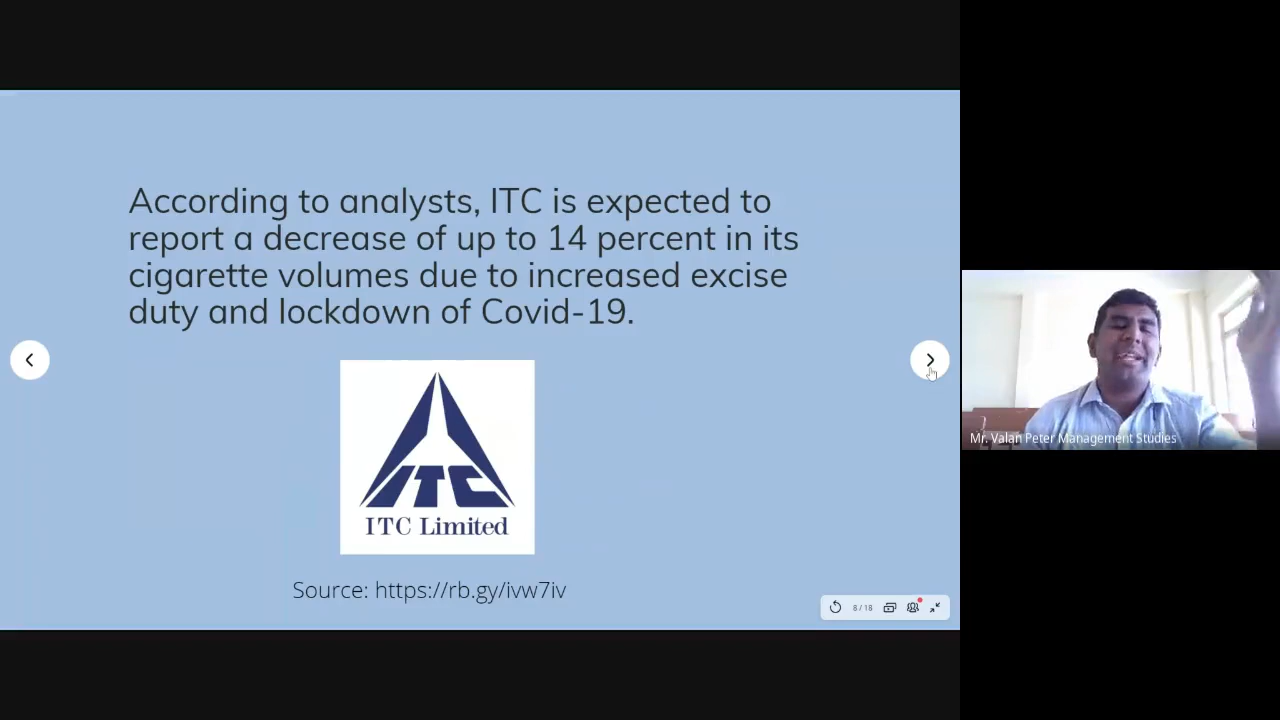 According to analysts, ITC is expected to
report a decrease of up to 14 percent in its
cigarette volumes due to increased excise
duty and lockdown of Covid-19.
ITC
ITC Limited
Source: https://rb.gy/ivw7iv
8 / 18
Mr. Valan Peter Management Studies